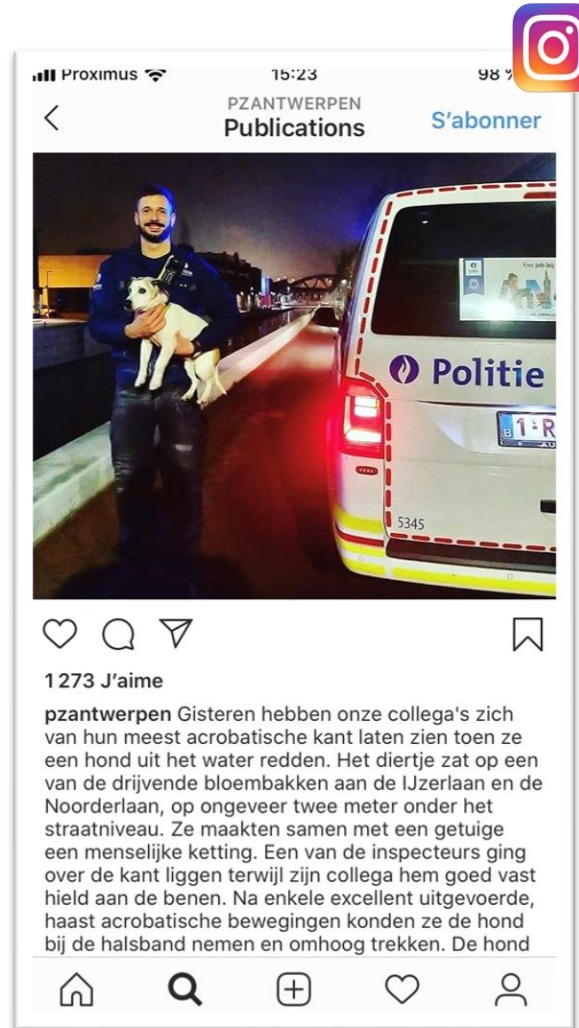 Proximus
15:23
98 %
PZANTWERPEN
Publications
S'abonner
Politie
B 1-R
5345
1 273 J'aime
pzantwerpen Gisteren hebben onze collega's zich
van hun meest acrobatische kant laten zien toen ze
een hond uit het water redden. Het diertje zat op een
van de drijvende bloembakken aan de IJzerlaan en de
Noorderlaan, op ongeveer twee meter onder het
straatniveau. Ze maakten samen met een getuige
een menselijke ketting. Een van de inspecteurs ging
over de kant liggen terwijl zijn collega hem goed vast
hield aan de benen. Na enkele excellent uitgevoerde,
haast acrobatische bewegingen konden ze de hond
bij de halsband nemen en omhoog trekken. De hond